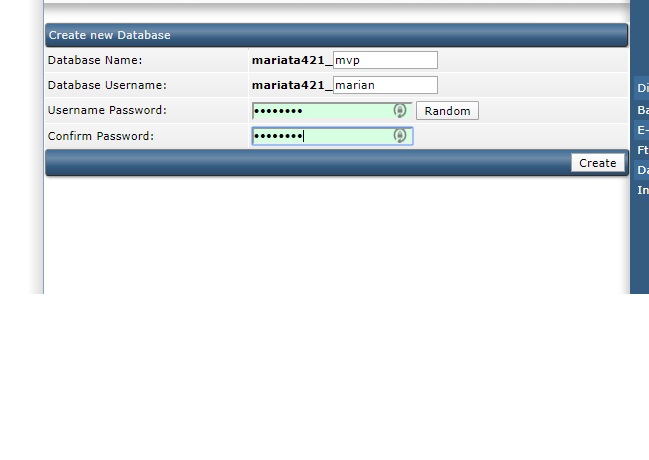 Create new Database
Database Name: mariata421_mvp
Database Username: mariata421_marian
Username Password: •••••••• Random
Confirm Password: ••••••••
Create
Di
Ba
E-
Ft
Da
In